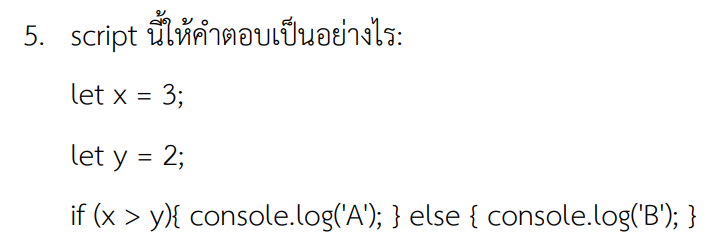 5. script นี้ให้คำตอบเป็นอย่างไร:
let x = 3;
let y = 2;
if (x > y){ console.log('A'); } else { console.log('B'); }